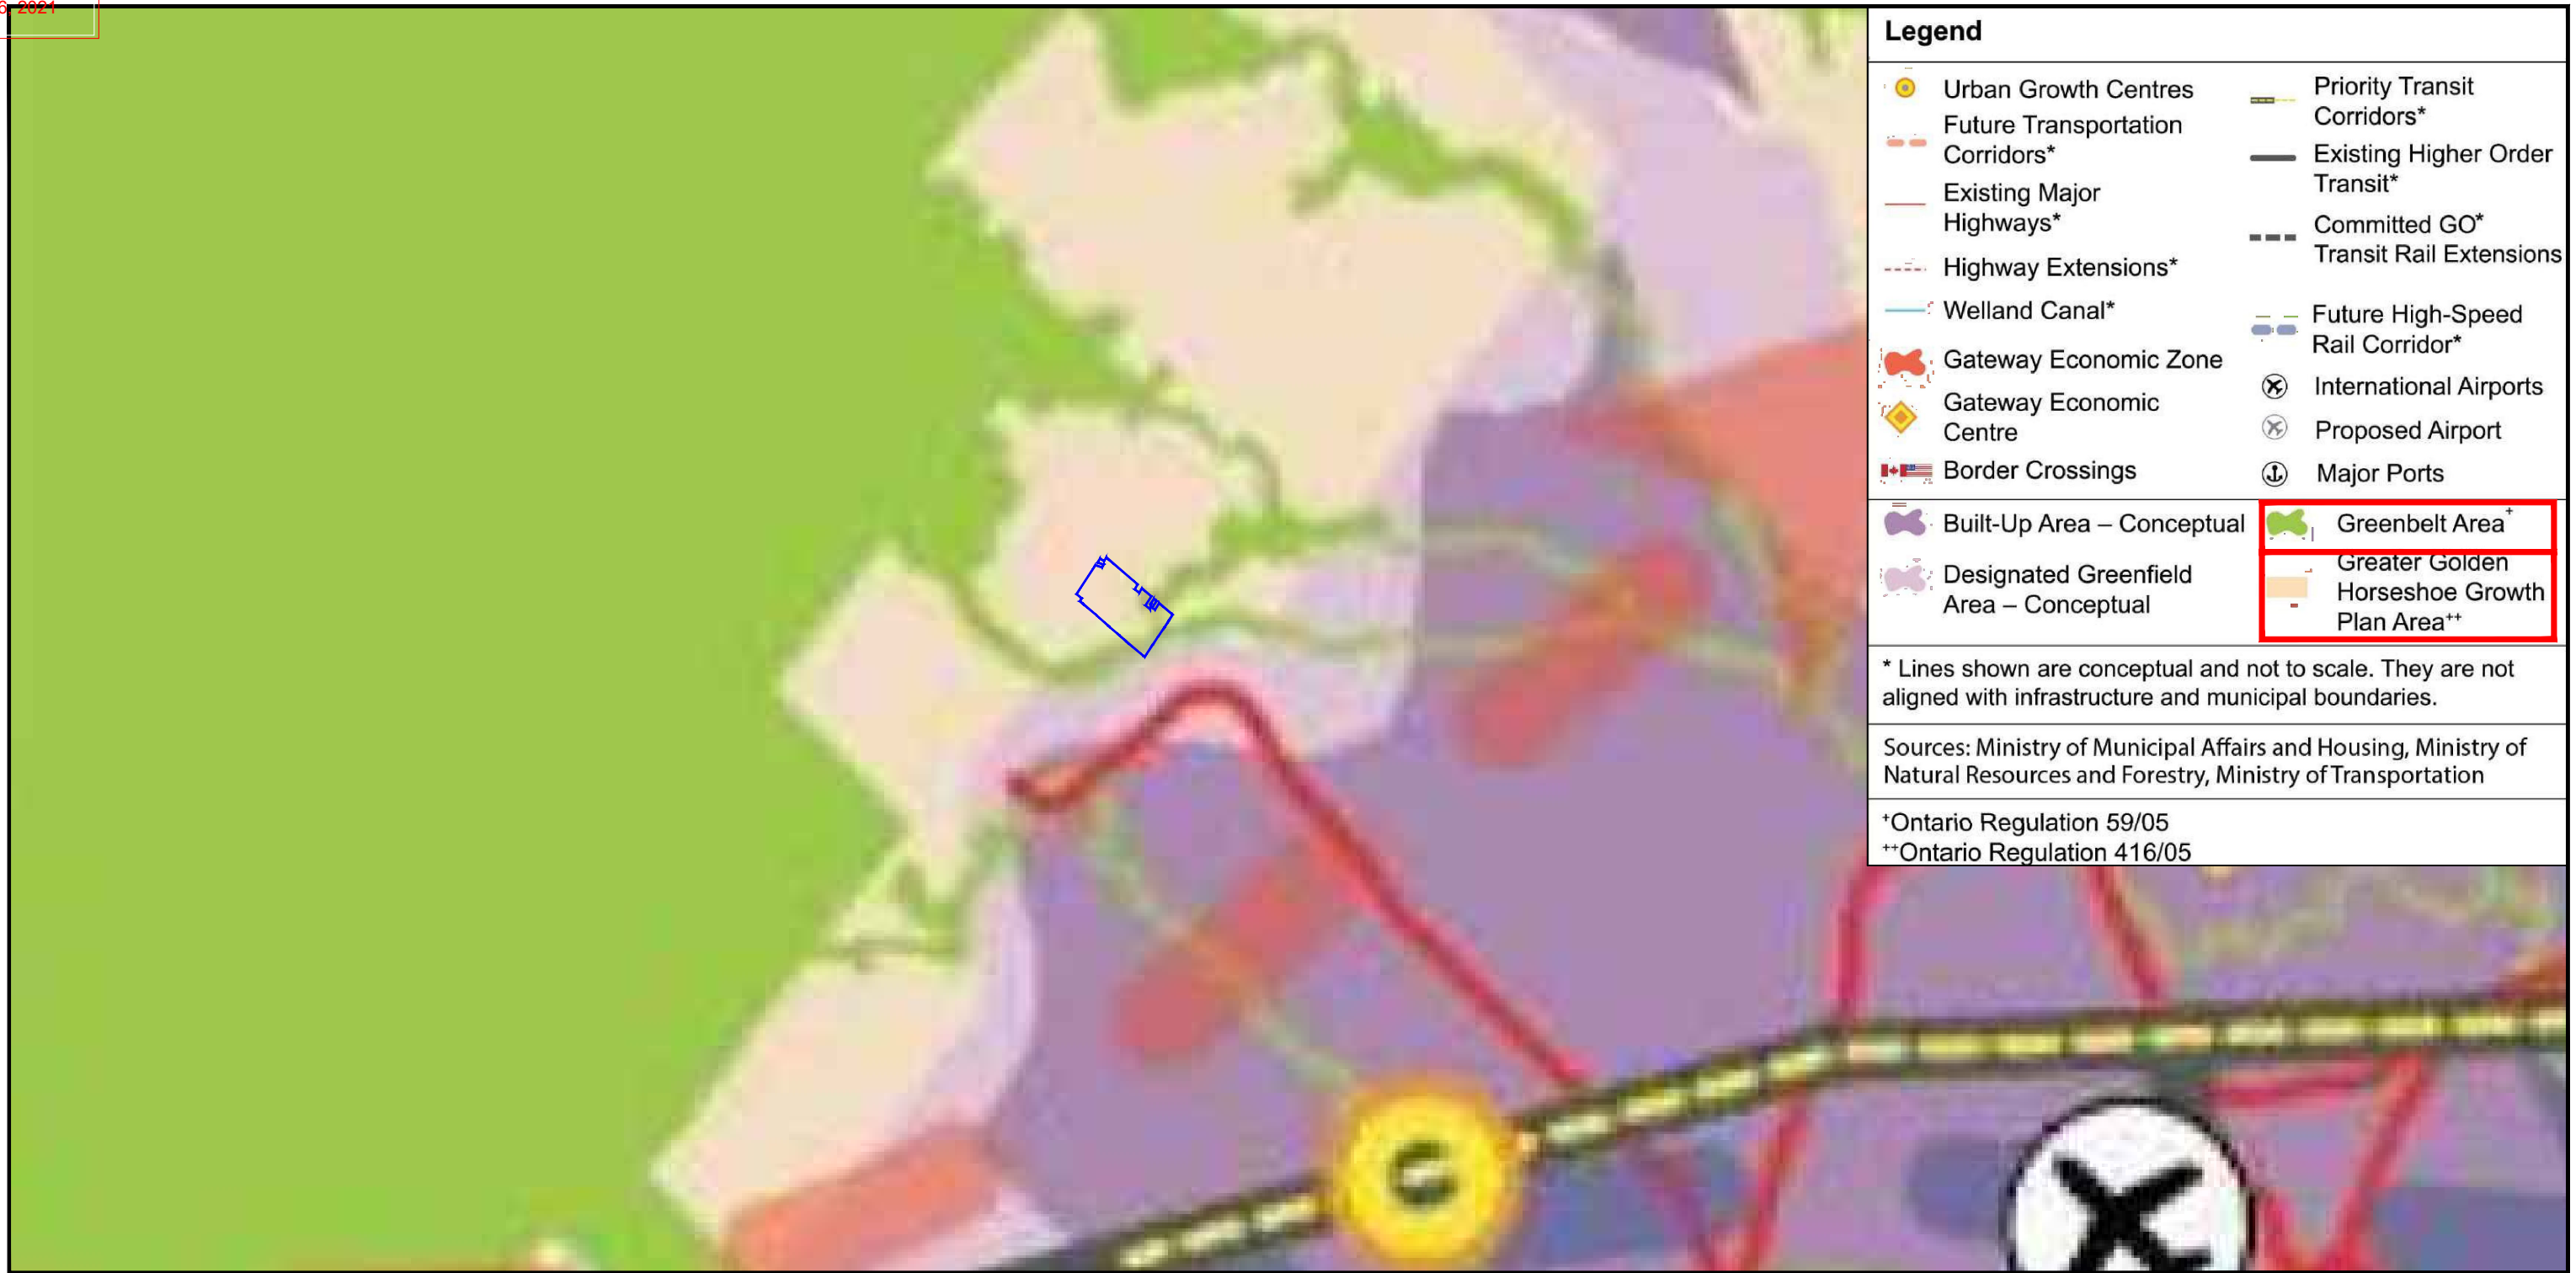 6, 2021
Legend
Urban Growth Centres
Future Transportation
Corridors*
Existing Major
Highways*
Highway Extensions*
Welland Canal*
Gateway Economic Zone
Gateway Economic
Centre
Border Crossings
Priority Transit
Corridors*
Existing Higher Order
Transit*
Committed GO*
Transit Rail Extensions
Future High-Speed
Rail Corridor*
International Airports
Proposed Airport
Major Ports
Built-Up Area – Conceptual
Designated Greenfield
Area – Conceptual
Greenbelt Area+
Greater Golden
Horseshoe Growth
Plan Area++
* Lines shown are conceptual and not to scale. They are not
aligned with infrastructure and municipal boundaries.
Sources: Ministry of Municipal Affairs and Housing, Ministry of
Natural Resources and Forestry, Ministry of Transportation
+Ontario Regulation 59/05
++Ontario Regulation 416/05